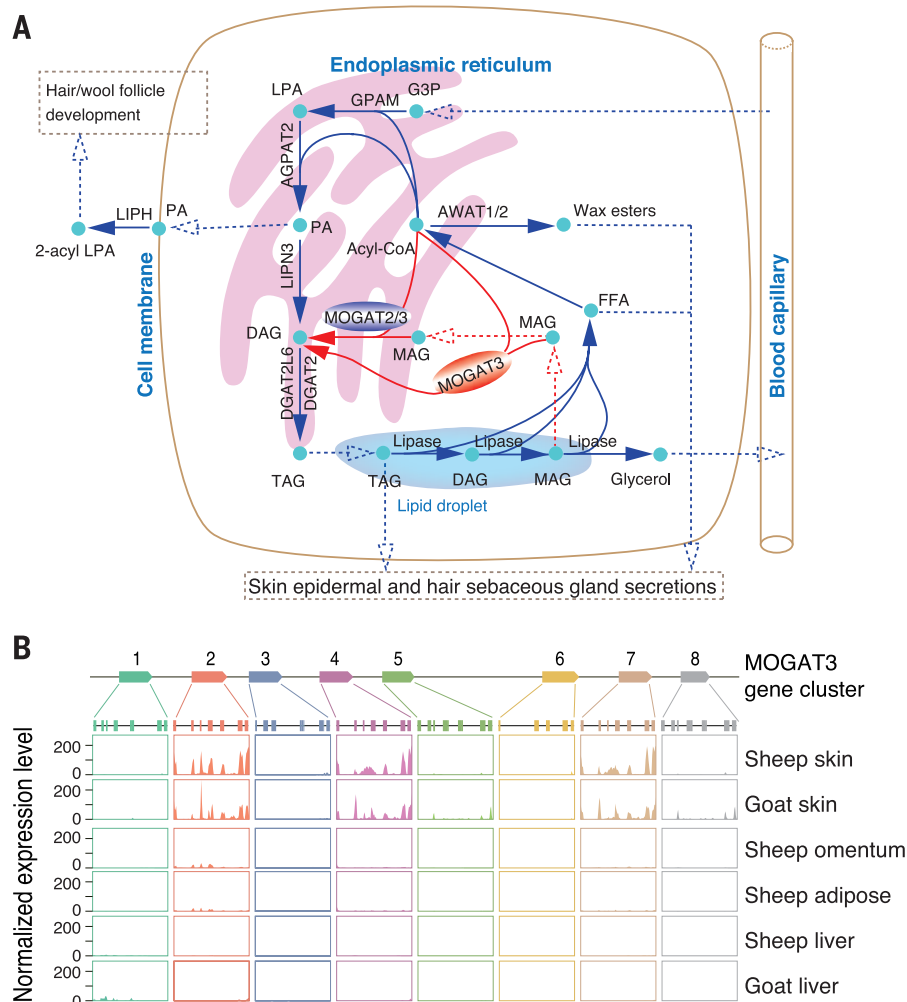 A
Endoplasmic reticulum
Hair/wool follicle
development
LPA
GPAM
G3P
AGPAT2
LIPH
PA
2-acyl LPA
PA
Acyl-CoA
AWAT1/2
Wax esters
LIPN3
Cell membrane
Blood capillary
FFA
MOGAT2/3
DAG
MAG
MAG
MOGAT3
DGAT2L6
DGAT2
Lipase
Lipase
Lipase
TAG
TAG
DAG
MAG
Glycerol
Lipid droplet
Skin epidermal and hair sebaceous gland secretions
B
1 2 3 4 5 6 7 8
MOGAT3
gene cluster
Normalized expression level
200
0
Sheep skin
200
0
Goat skin
200
0
Sheep omentum
200
0
Sheep adipose
200
0
Sheep liver
200
0
Goat liver